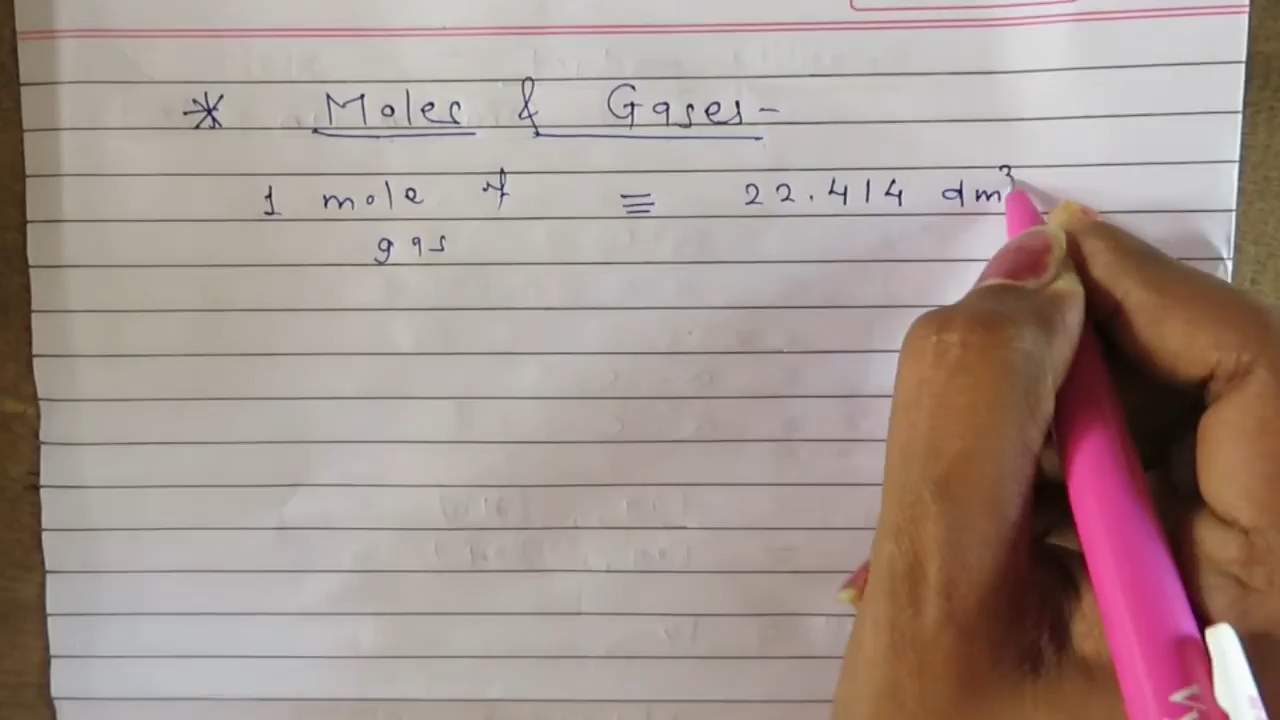 * Moles & Gases-
1 mole of ≡ 22.414 dm³
gas